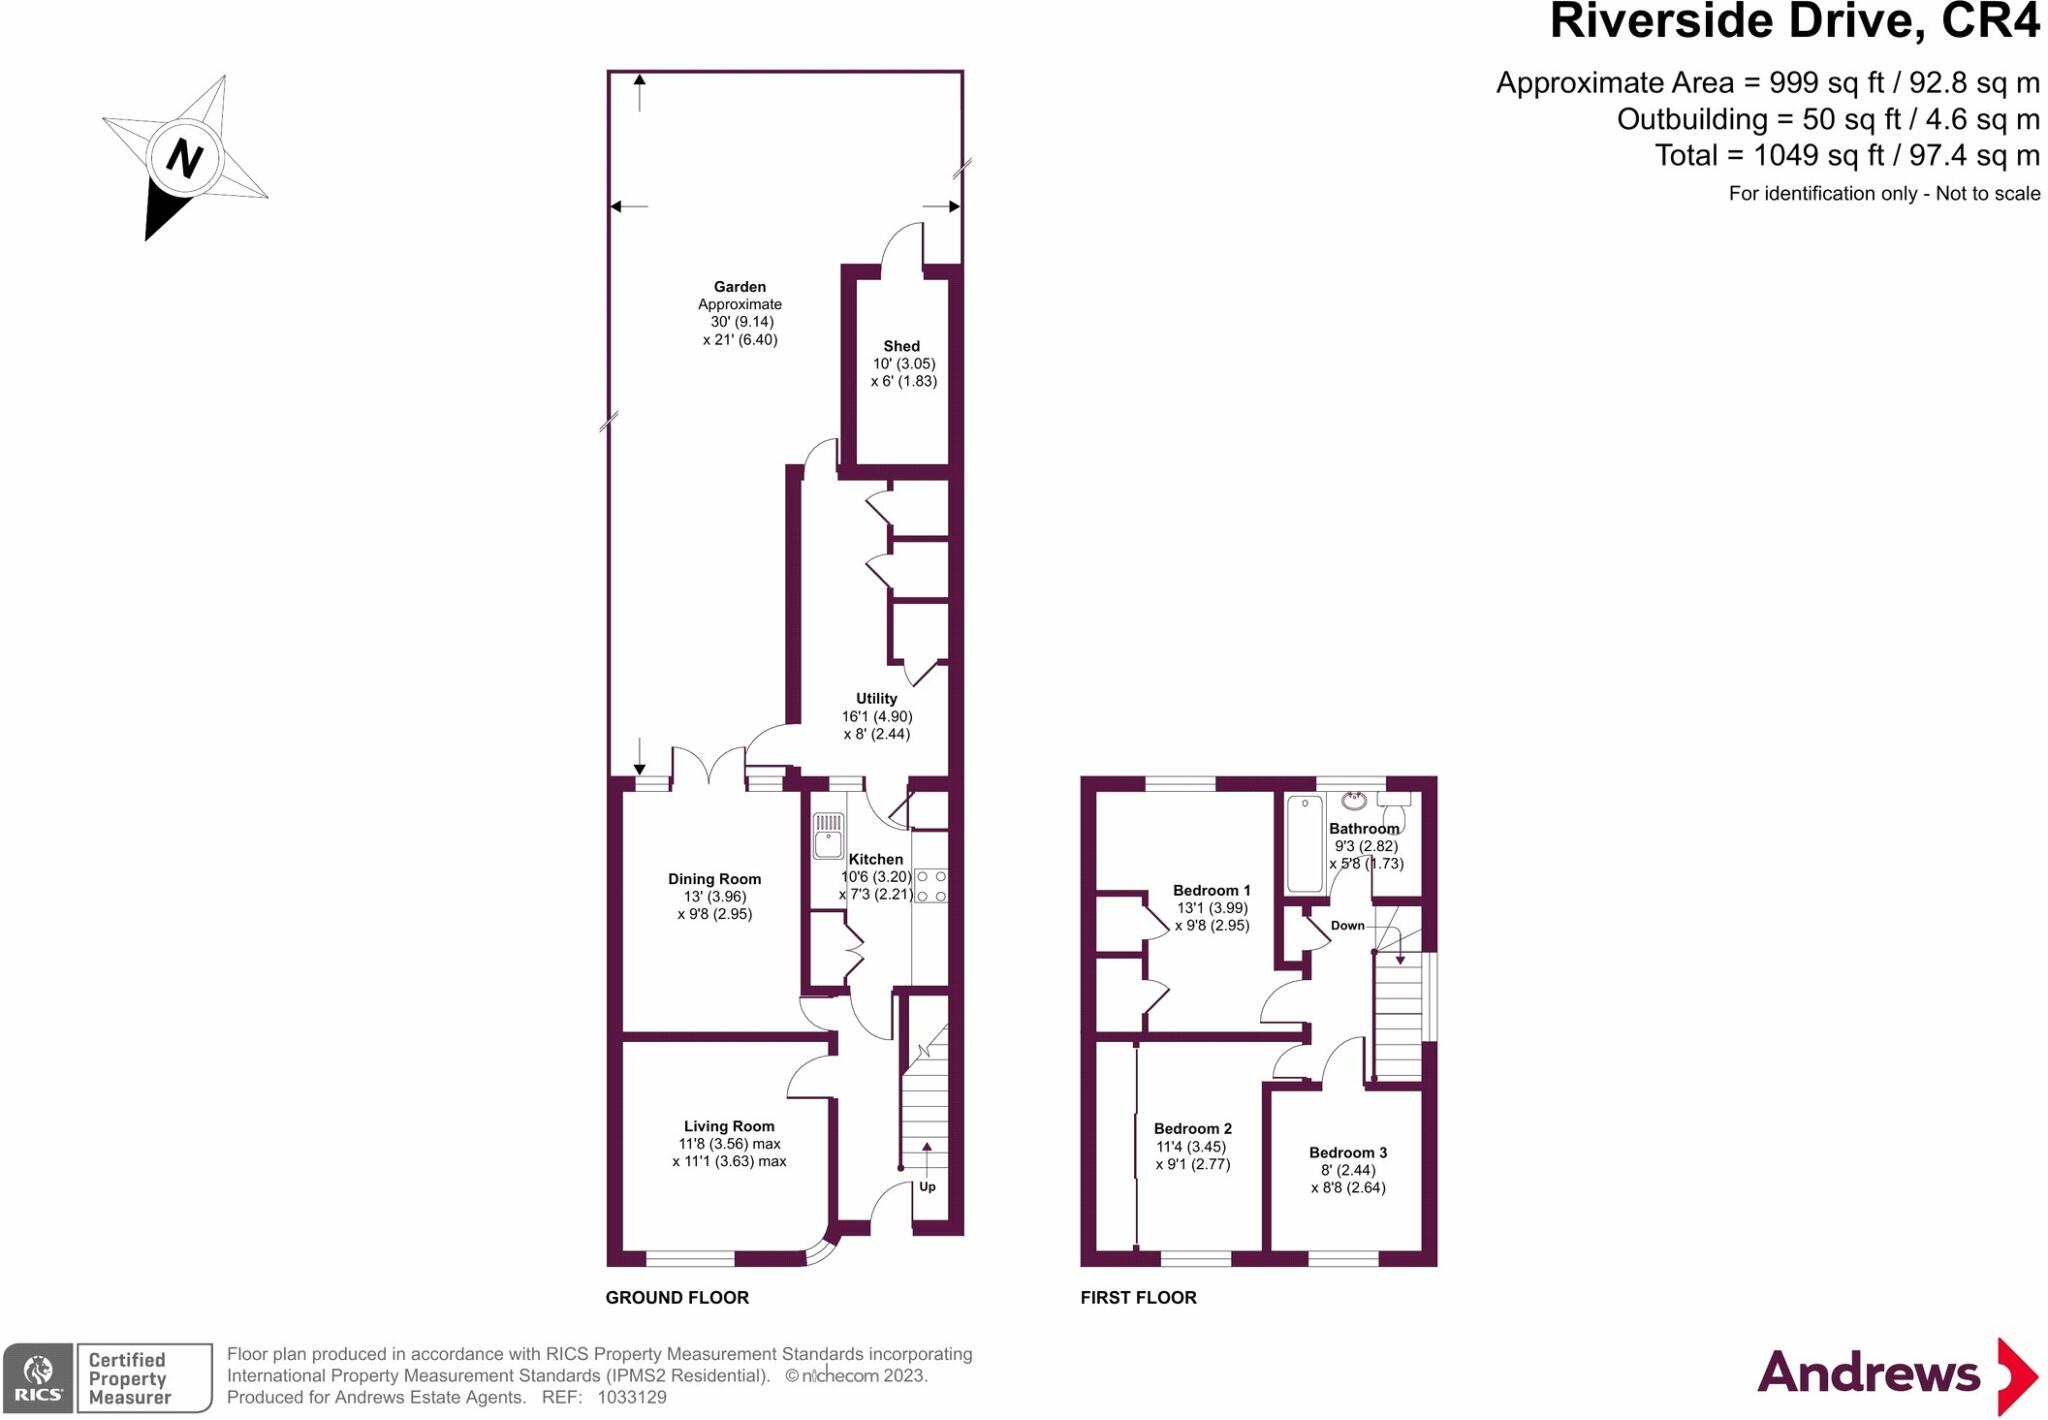 Riverside Drive, CR4
Approximate Area = 999 sq ft / 92.8 sq m
Outbuilding = 50 sq ft / 4.6 sq m
Total = 1049 sq ft / 97.4 sq m
For identification only - Not to scale
N
Garden
Approximate
30' (9.14)
x 21' (6.40)
Shed
10' (3.05)
x 6' (1.83)
Utility
16'1 (4.90)
x 8' (2.44)
Kitchen
10'6 (3.20)
x 7'3 (2.21)
Dining Room
13' (3.96)
x 9'8 (2.95)
Living Room
11'8 (3.56) max
x 11'1 (3.63) max
Up
GROUND FLOOR
Bathroom
9'3 (2.82)
x 5'8 (1.73)
Bedroom 1
13'1 (3.99)
x 9'8 (2.95)
Down
Bedroom 2
11'4 (3.45)
x 9'1 (2.77)
Bedroom 3
8' (2.44)
x 8'8 (2.64)
FIRST FLOOR
RICS
Certified
Property
Measurer
Floor plan produced in accordance with RICS Property Measurement Standards incorporating
International Property Measurement Standards (IPMS2 Residential). © nichecom 2023.
Produced for Andrews Estate Agents. REF: 1033129
Andrews